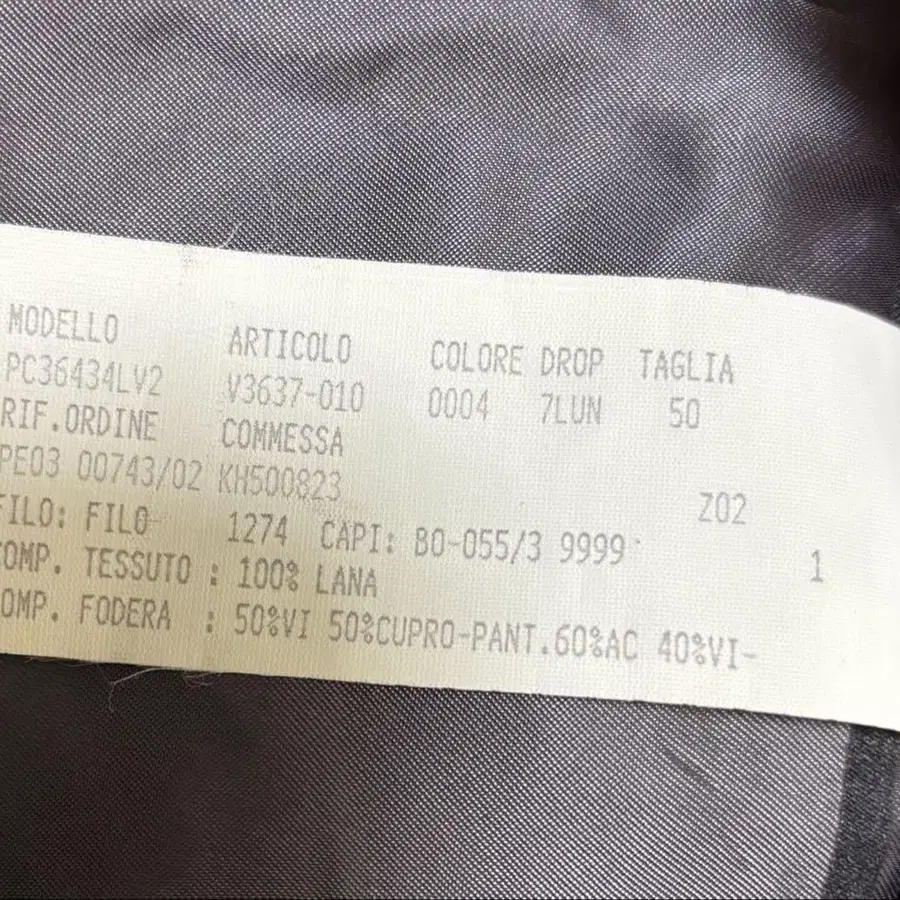 MODELLO ARTICOLO COLORE DROP TAGLIA
PC36434LV2 V3637-010 0004 7LUN 50
RIF.ORDINE COMMESSA
PE03 00743/02 KH500823 Z02
FILO: FILO 1274 CAPI: BO-055/3 9999 1
OMP. TESSUTO : 100% LANA
OMP. FODERA : 50%VI 50%CUPRO-PANT.60%AC 40%VI-